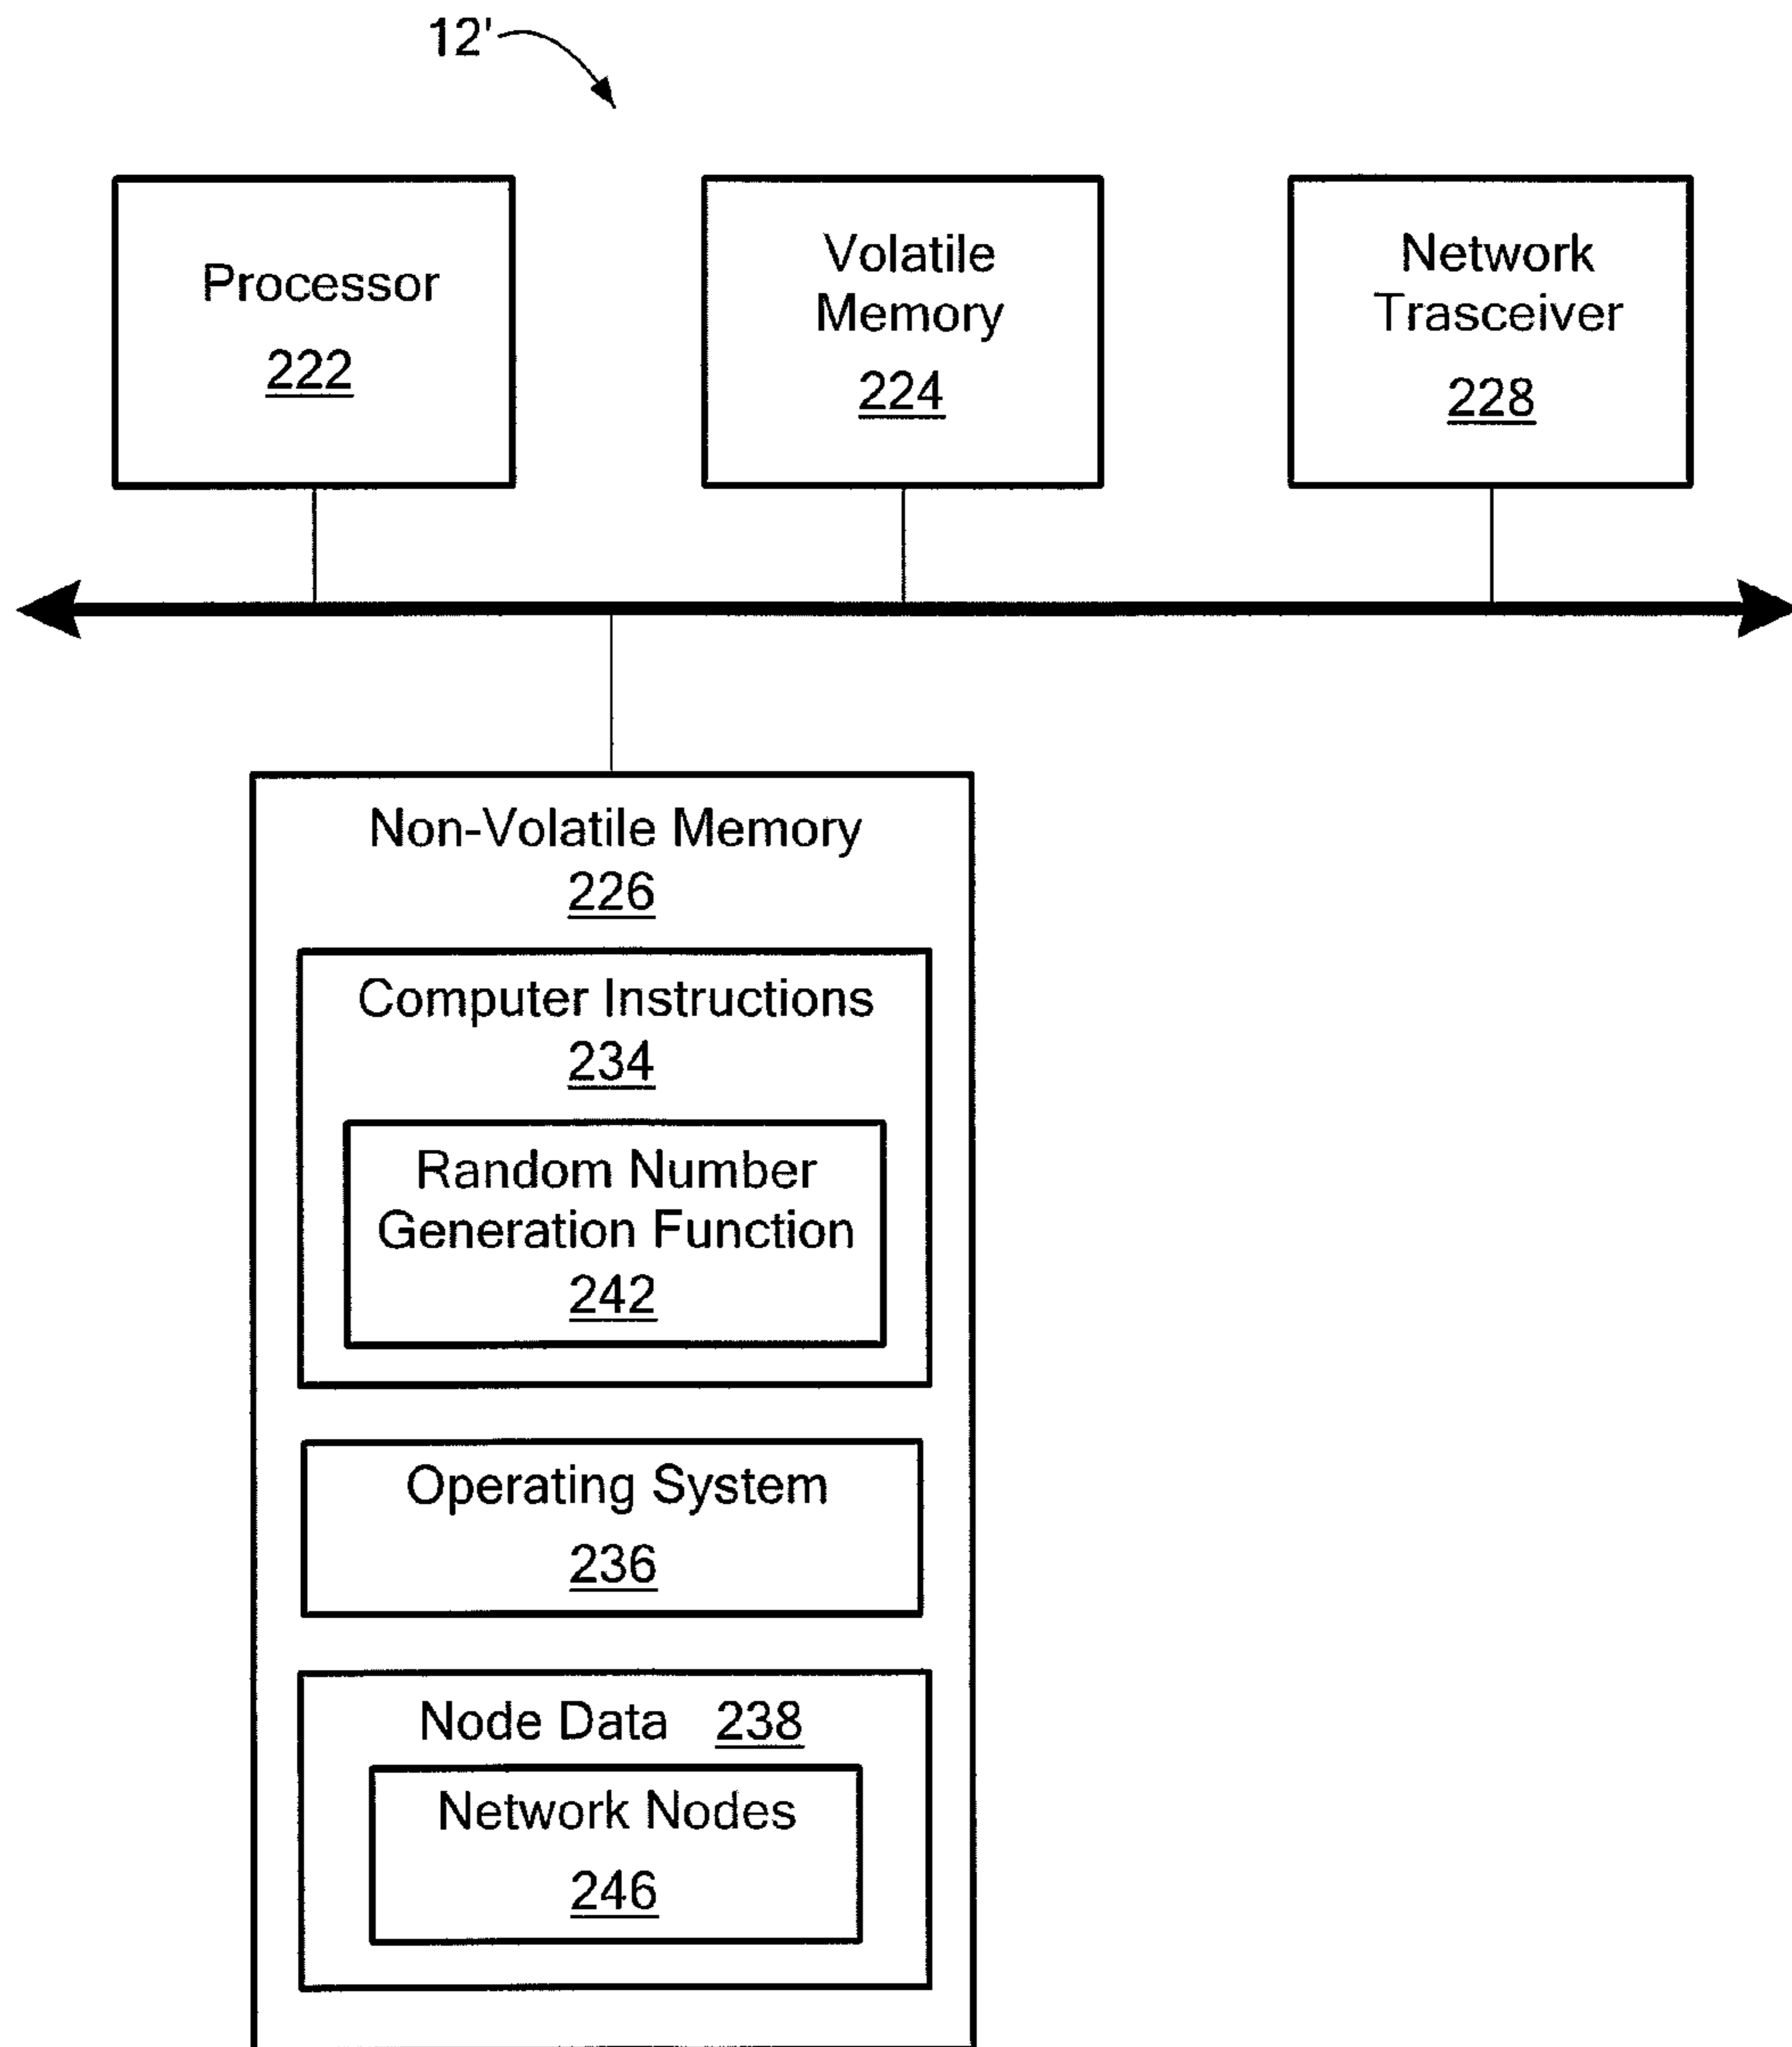 12'
Processor
222
Volatile
Memory
224
Network
Trasceiver
228
Non-Volatile Memory
226
Computer Instructions
234
Random Number
Generation Function
242
Operating System
236
Node Data 238
Network Nodes
246